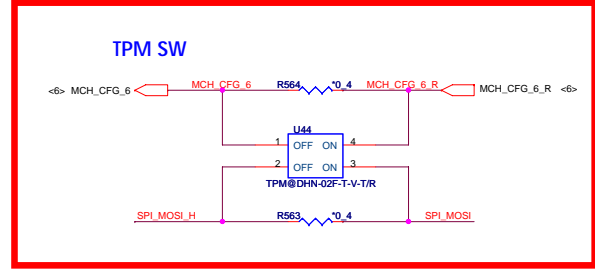 TPM SW
<6> MCH_CFG_6 MCH_CFG_6 R564 *0_4 MCH_CFG_6_R MCH_CFG_6_R <6>
U44
1 OFF ON 4
2 OFF ON 3
TPM@DHN-02F-T-V-T/R
SPI_MOSI_H R563 *0_4 SPI_MOSI